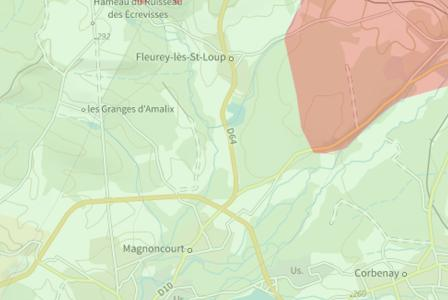 Hameau du Ruisseau
des Écrevisses
292
Fleurey-lès-St-Loup
les Granges d'Amalix
D64
Magnoncourt
D10
Us.
Us.
Corbenay
260